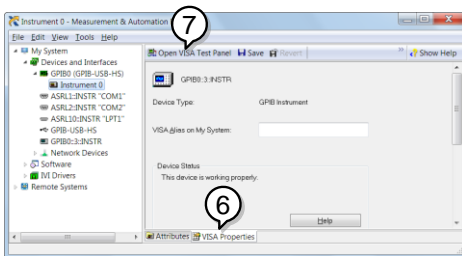 Instrument 0 - Measurement & Automation
7
File Edit View Tools Help
My System
Devices and Interfaces
GPIB0 (GPIB-USB-HS)
Instrument 0
ASRL1::INSTR "COM1"
ASRL2::INSTR "COM2"
ASRL10::INSTR "LPT1"
GPIB-USB-HS
GPIB0::3::INSTR
Network Devices
Software
IVI Drivers
Remote Systems
Open VISA Test Panel Save Revert » Show Help
GPIB0::3::INSTR
Device Type: GPIB Instrument
VISA Alias on My System:
Device Status
This device is working properly.
6
Help
Attributes VISA Properties